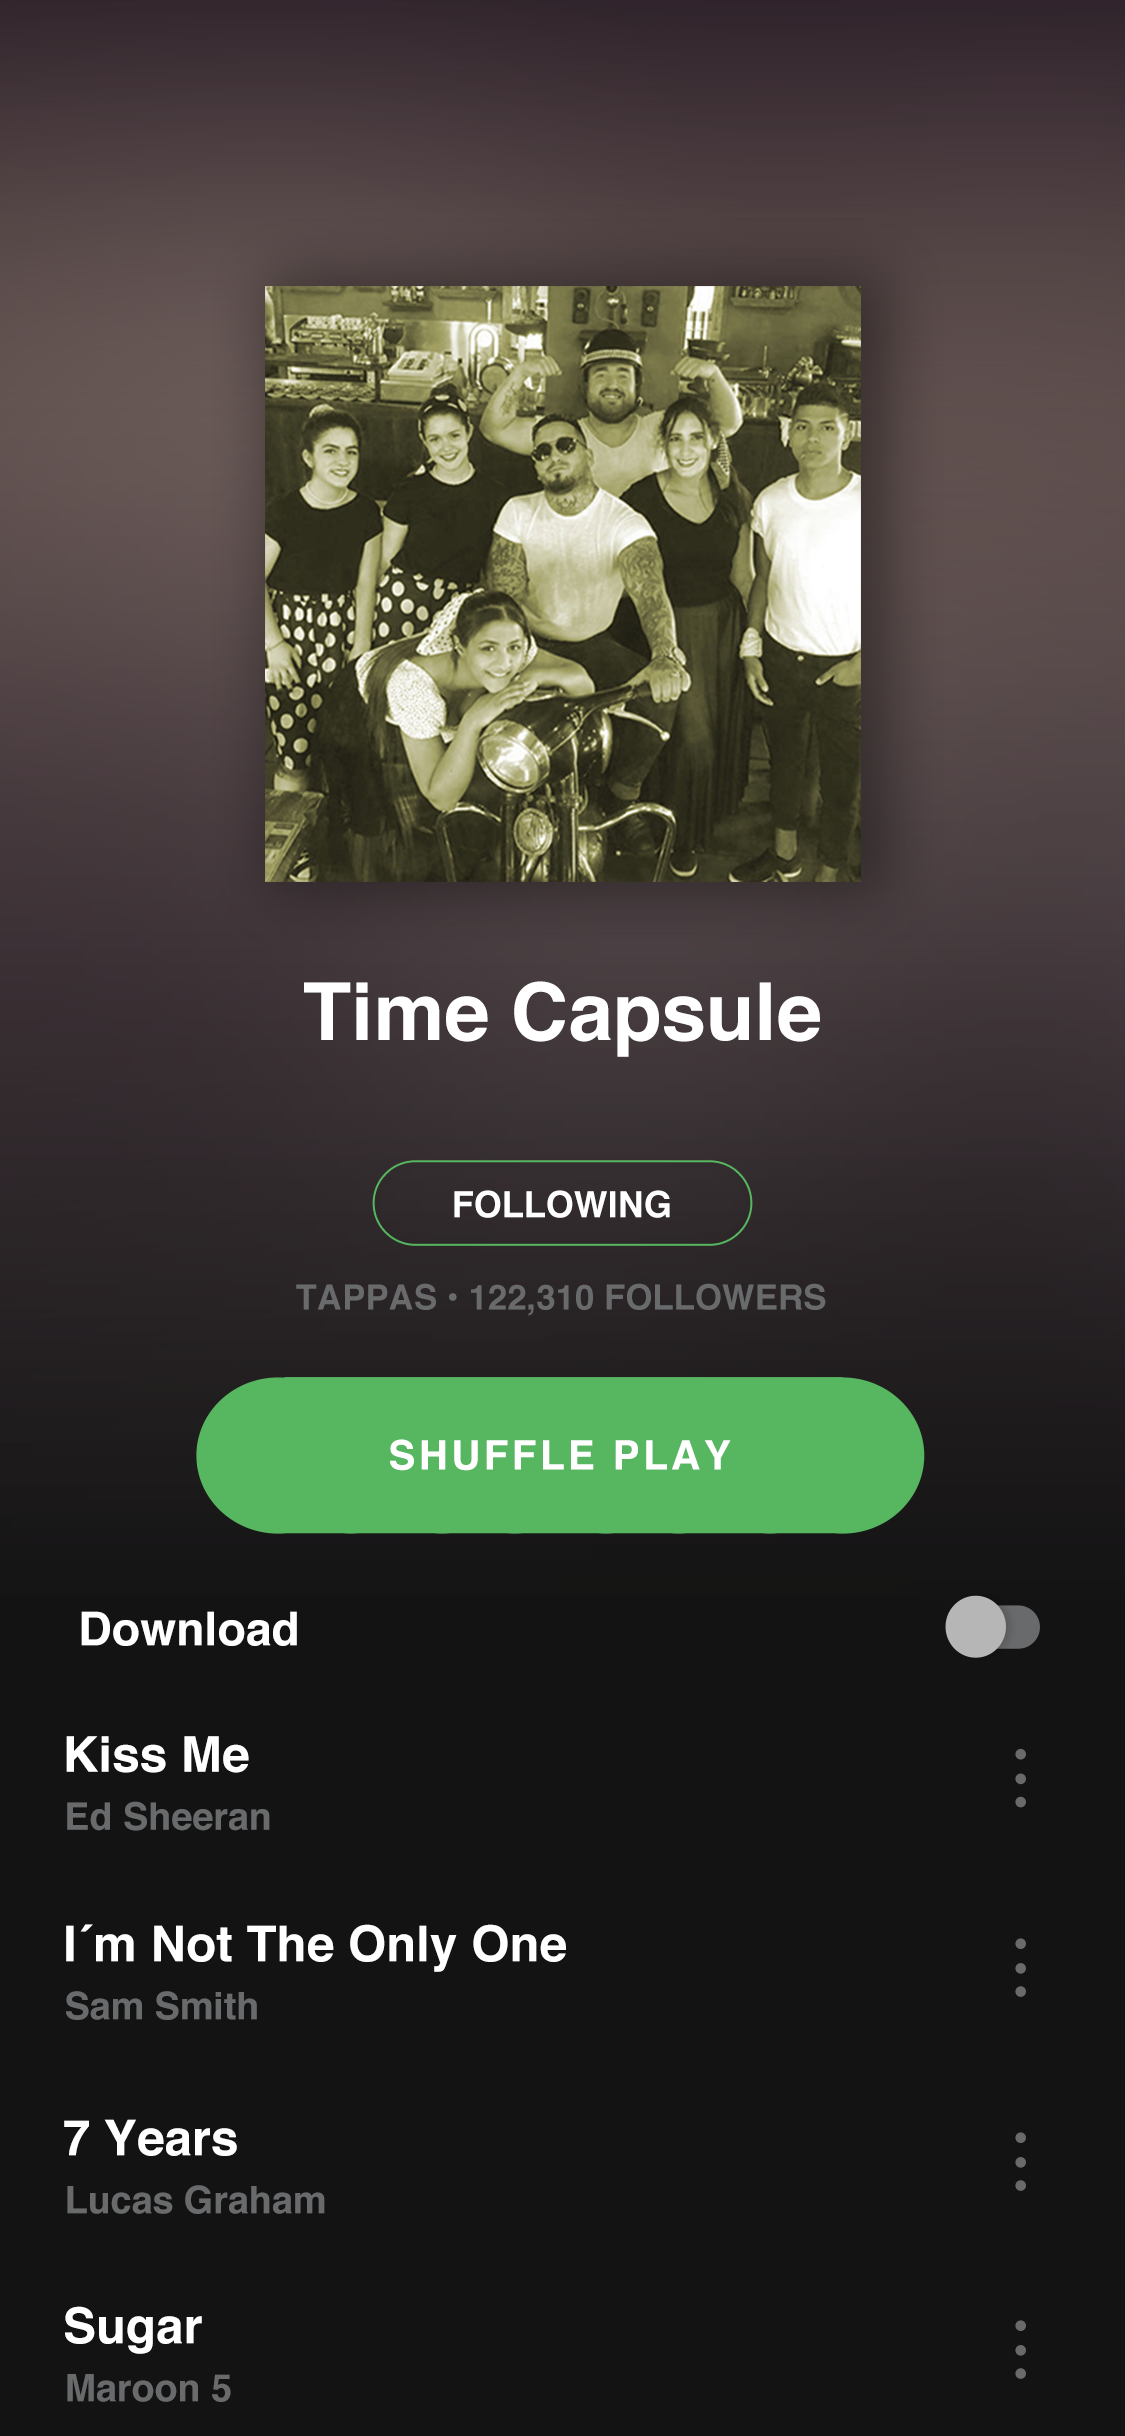 Time Capsule
FOLLOWING
TAPPAS • 122,310 FOLLOWERS
SHUFFLE PLAY
Download
Kiss Me
Ed Sheeran
I´m Not The Only One
Sam Smith
7 Years
Lucas Graham
Sugar
Maroon 5